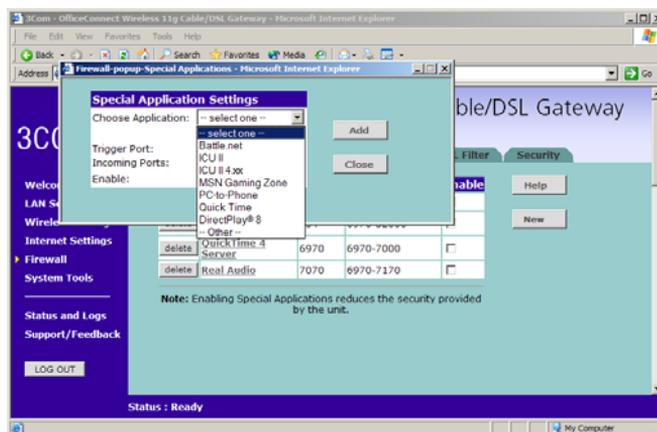 3Com - OfficeConnect Wireless 11g Cable/DSL Gateway - Microsoft Internet Explorer
File Edit View Favorites Tools Help
Back Search Favorites Media
Address Go
Firewall-popup-Special Applications - Microsoft Internet Explorer
Special Application Settings
Choose Application: -- select one --
-- select one --
Battle.net
ICU II
ICU II 4.xx
MSN Gaming Zone
PC-to-Phone
Quick Time
DirectPlay® 8
-- Other --
Trigger Port:
Incoming Ports:
Enable:
Add
Close
ble/DSL Gateway
3CO
L Filter Security
Welco
LAN Se
Wirele
Internet Settings
Firewall
System Tools
Status and Logs
Support/Feedback
LOG OUT
nable
Help
New
delete QuickTime 4 Server 6970 6970-7000
delete Real Audio 7070 6970-7170
Note: Enabling Special Applications reduces the security provided
by the unit.
Status : Ready
My Computer